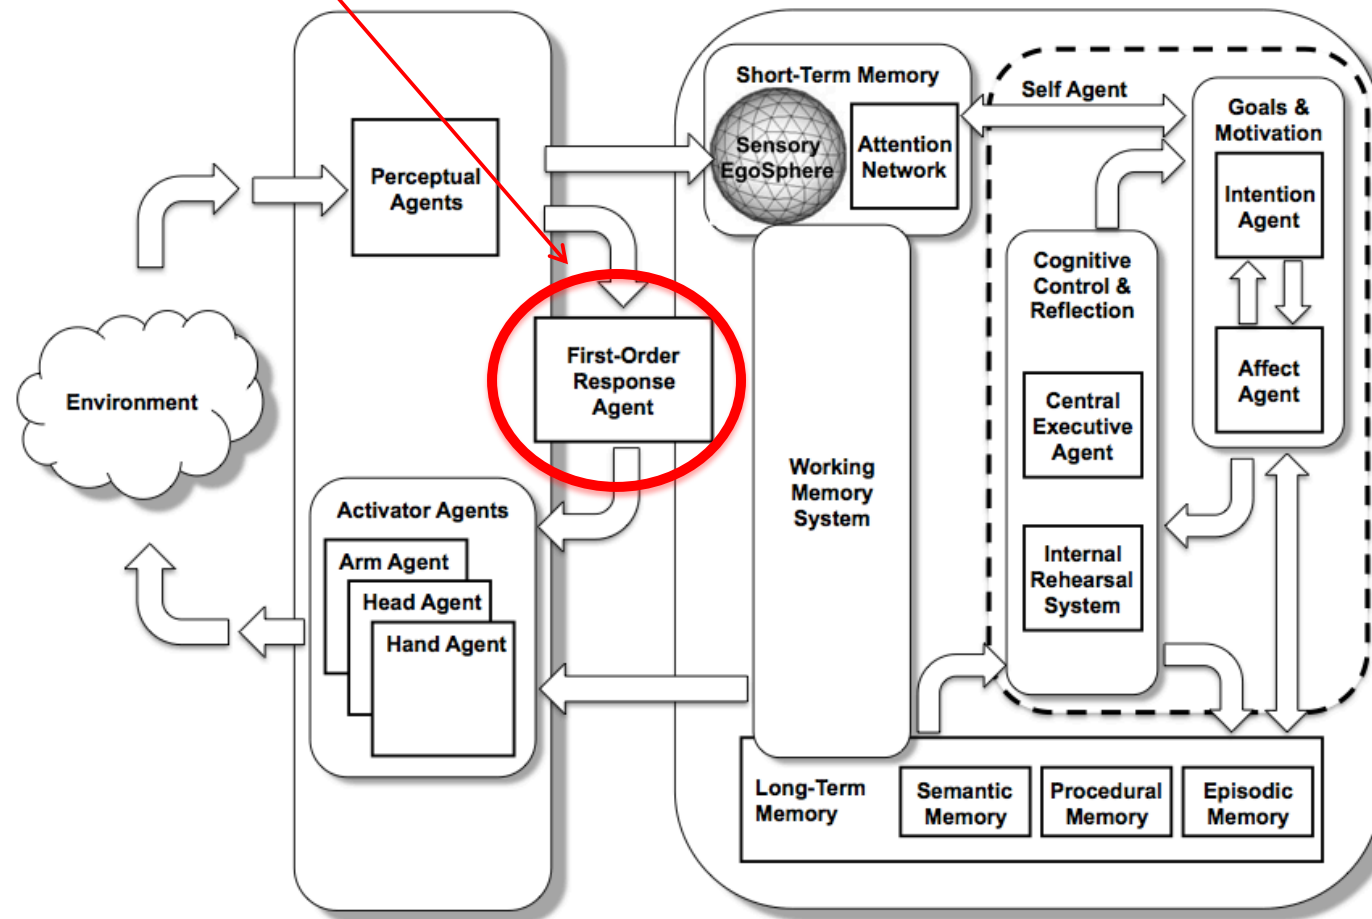 Environment
Perceptual
Agents
First-Order
Response
Agent
Activator Agents
Arm Agent
Head Agent
Hand Agent
Short-Term Memory
Sensory
EgoSphere
Attention
Network
Working
Memory
System
Self Agent
Goals &
Motivation
Intention
Agent
Affect
Agent
Cognitive
Control &
Reflection
Central
Executive
Agent
Internal
Rehearsal
System
Long-Term
Memory
Semantic
Memory
Procedural
Memory
Episodic
Memory